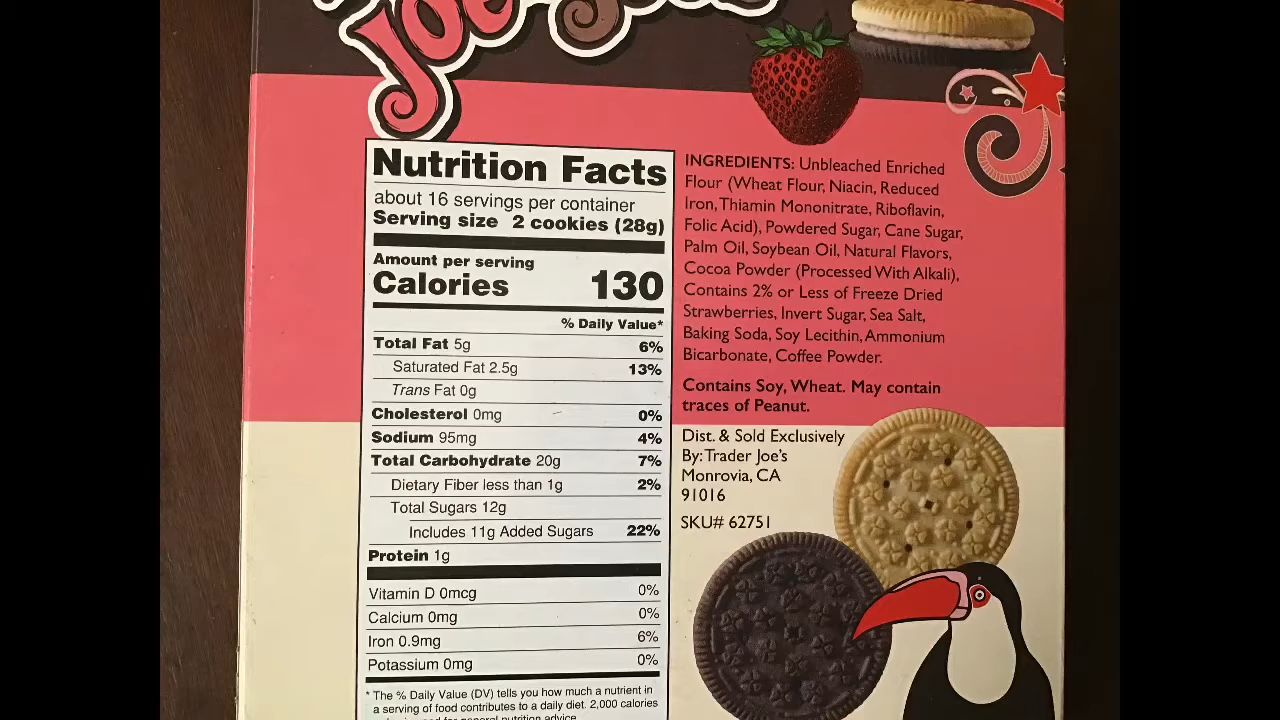 Joe
Nutrition Facts
about 16 servings per container
Serving size 2 cookies (28g)
Amount per serving
Calories 130
% Daily Value*
Total Fat 5g 6%
Saturated Fat 2.5g 13%
Trans Fat 0g
Cholesterol 0mg 0%
Sodium 95mg 4%
Total Carbohydrate 20g 7%
Dietary Fiber less than 1g 2%
Total Sugars 12g
Includes 11g Added Sugars 22%
Protein 1g
Vitamin D 0mcg 0%
Calcium 0mg 0%
Iron 0.9mg 6%
Potassium 0mg 0%
* The % Daily Value (DV) tells you how much a nutrient in
a serving of food contributes to a daily diet. 2,000 calories
general nutrition advice.
INGREDIENTS: Unbleached Enriched
Flour (Wheat Flour, Niacin, Reduced
Iron, Thiamin Mononitrate, Riboflavin,
Folic Acid), Powdered Sugar, Cane Sugar,
Palm Oil, Soybean Oil, Natural Flavors,
Cocoa Powder (Processed With Alkali),
Contains 2% or Less of Freeze Dried
Strawberries, Invert Sugar, Sea Salt,
Baking Soda, Soy Lecithin, Ammonium
Bicarbonate, Coffee Powder.
Contains Soy, Wheat. May contain
traces of Peanut.
Dist. & Sold Exclusively
By: Trader Joe's
Monrovia, CA
91016
SKU# 62751